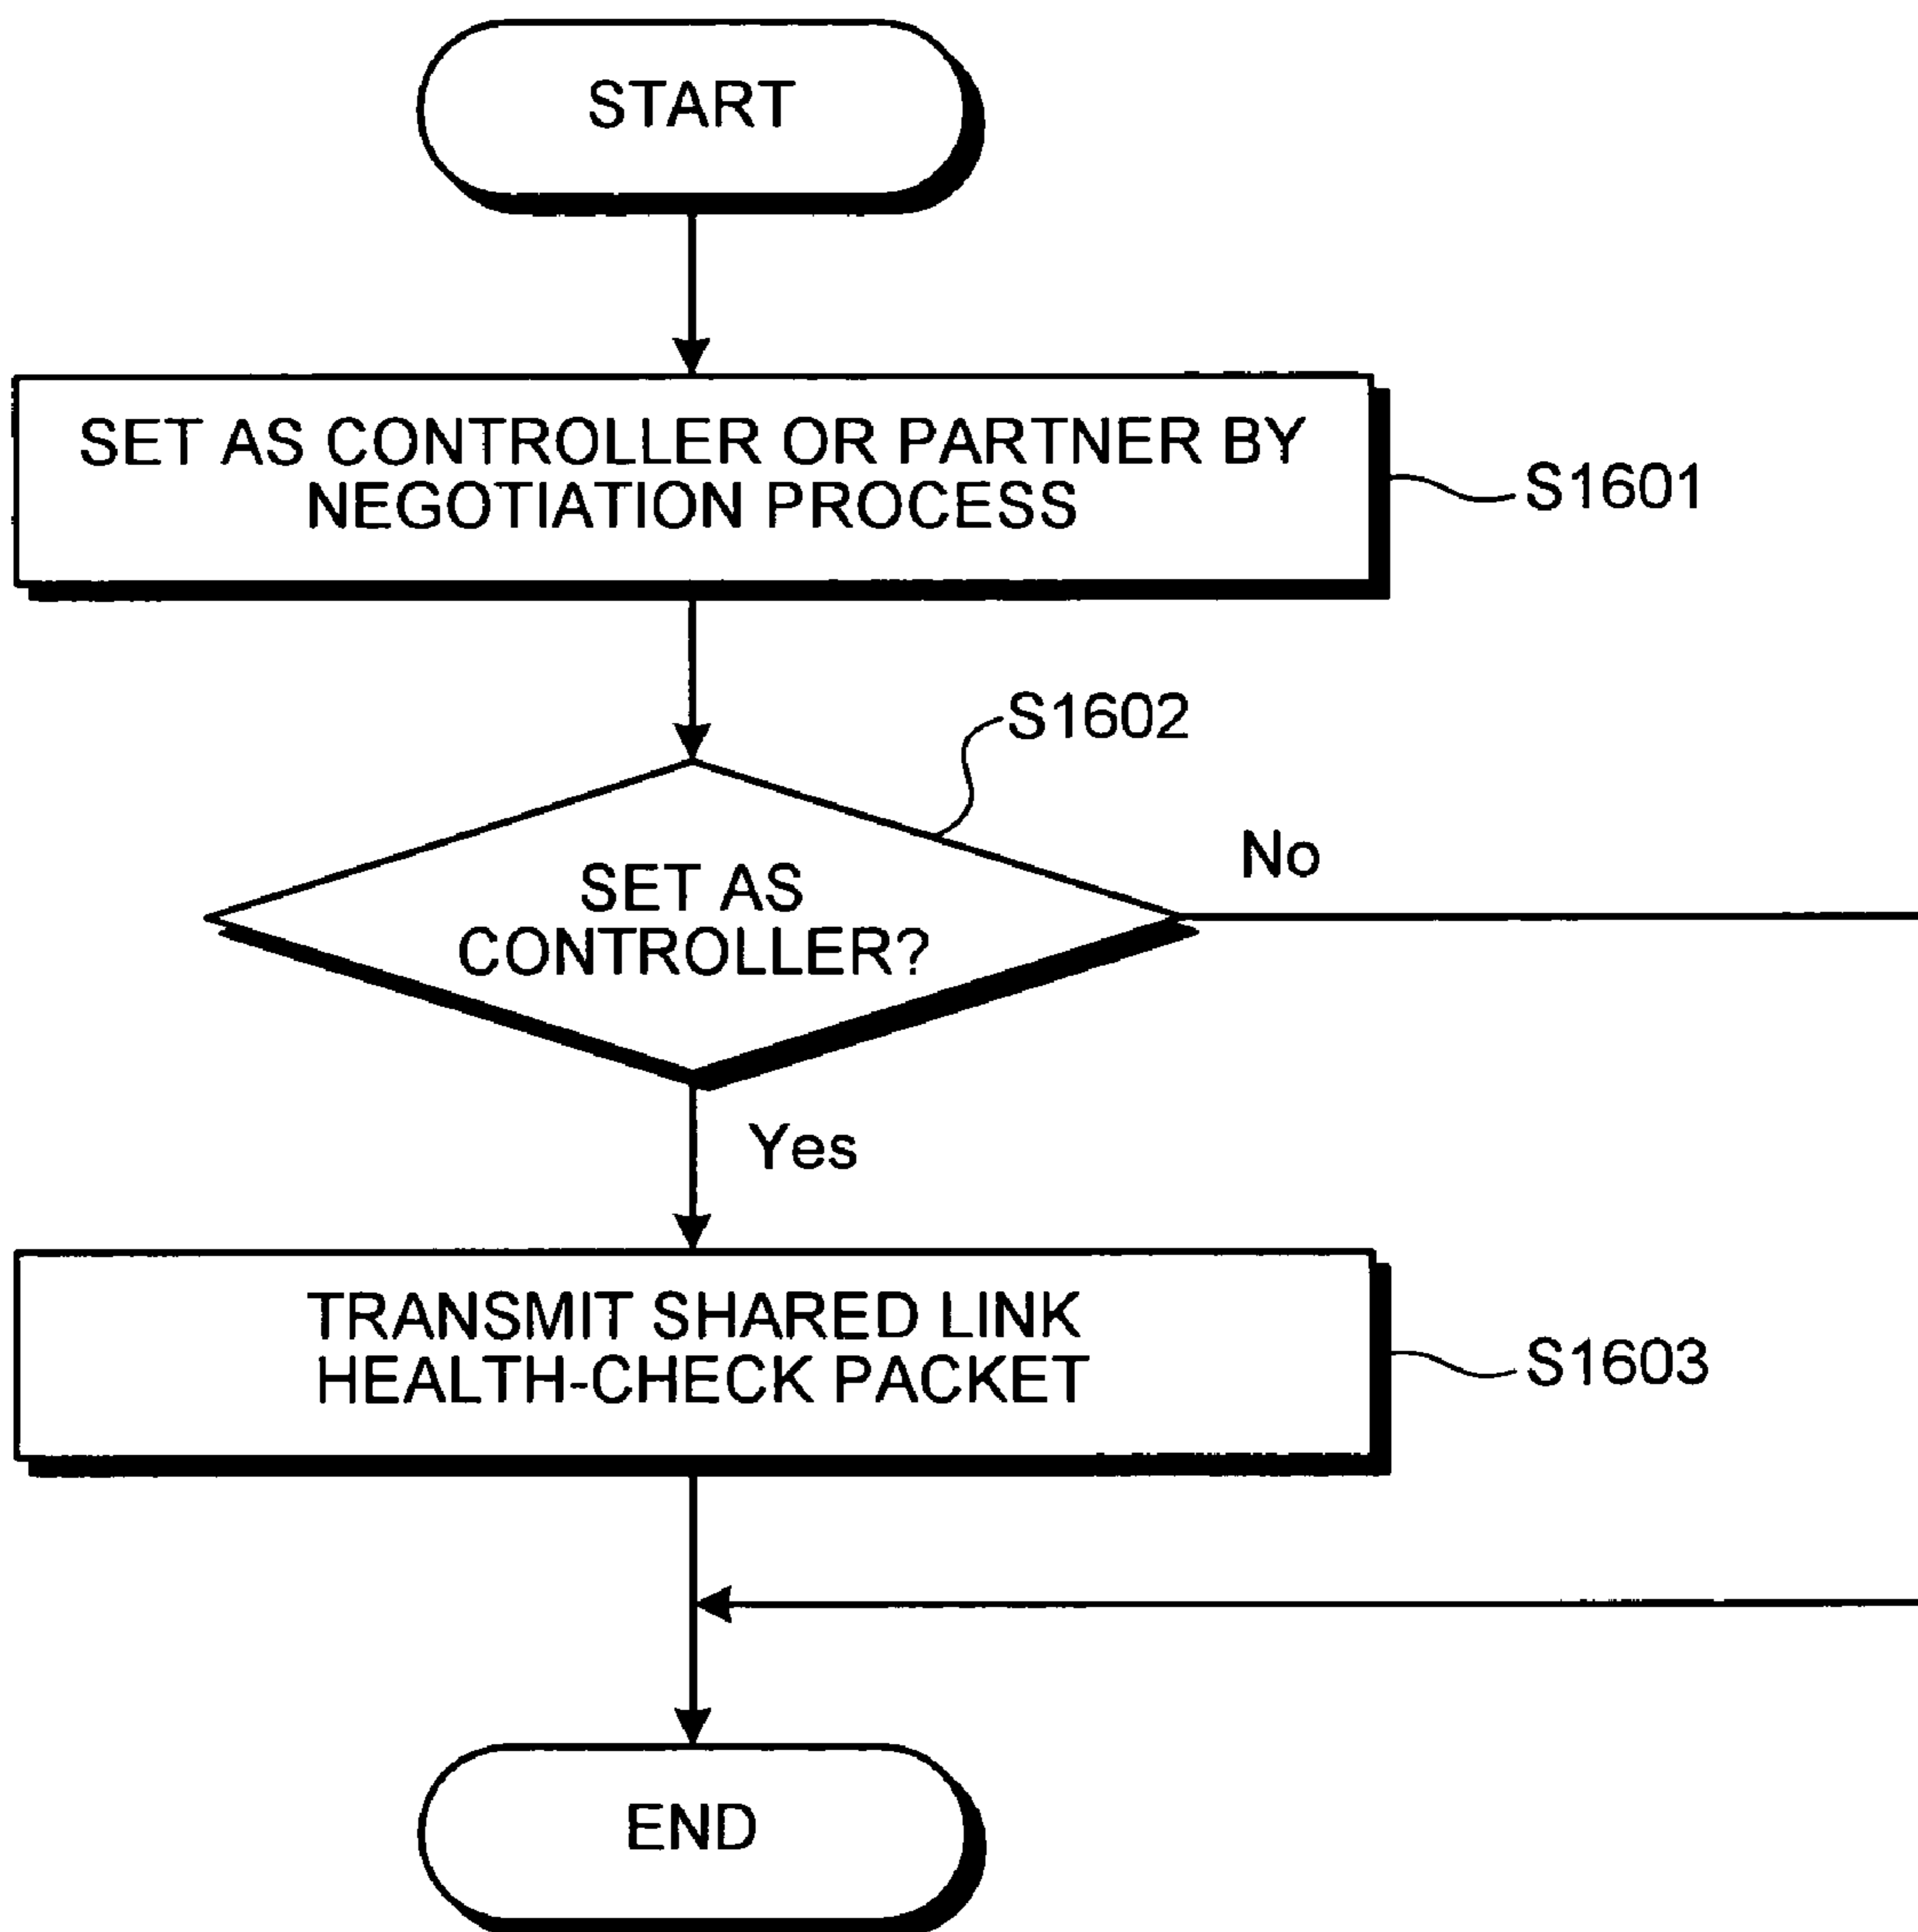 START
SET AS CONTROLLER OR PARTNER BY
NEGOTIATION PROCESS
S1601
S1602
SET AS
CONTROLLER?
No
Yes
TRANSMIT SHARED LINK
HEALTH-CHECK PACKET
S1603
END